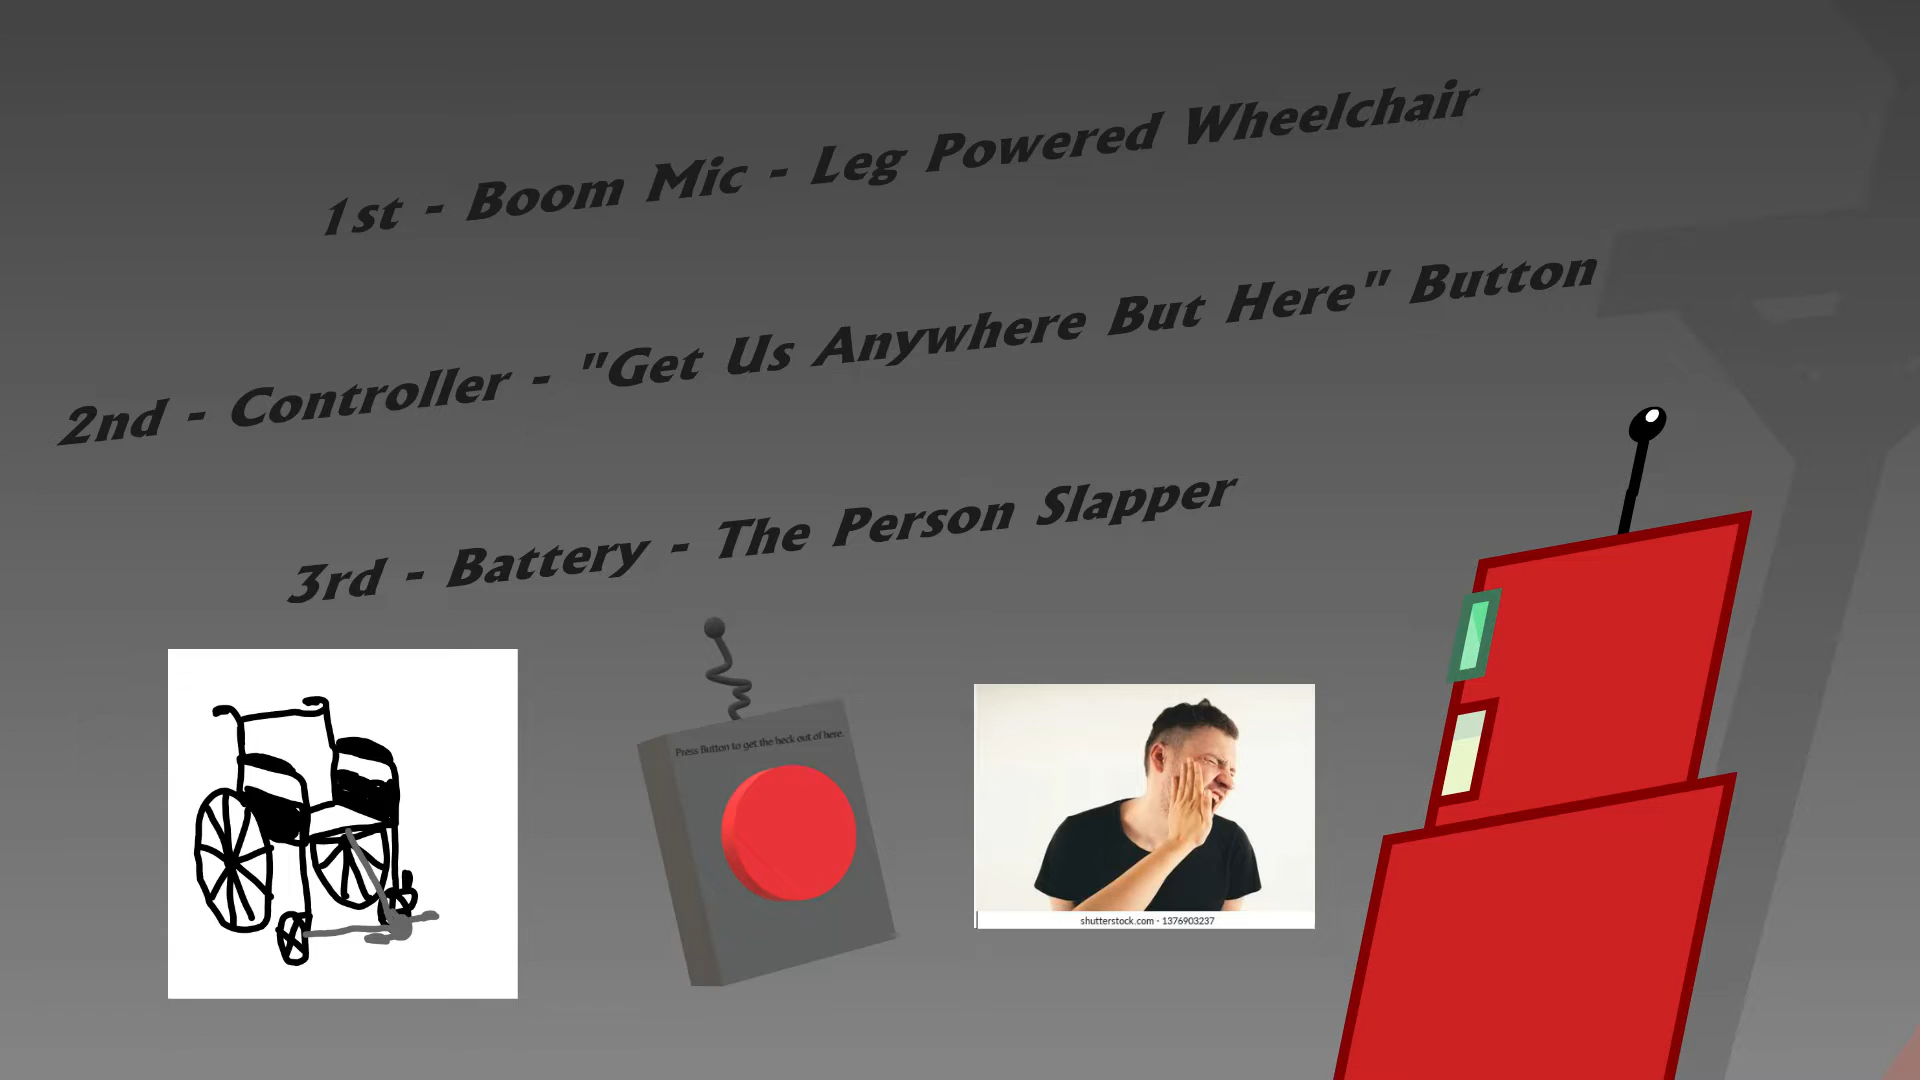 1st - Boom Mic - Leg Powered Wheelchair
2nd - Controller - "Get Us Anywhere But Here" Button
3rd - Battery - The Person Slapper
Press Button to get the heck out of here.
shutterstock.com · 1376903237